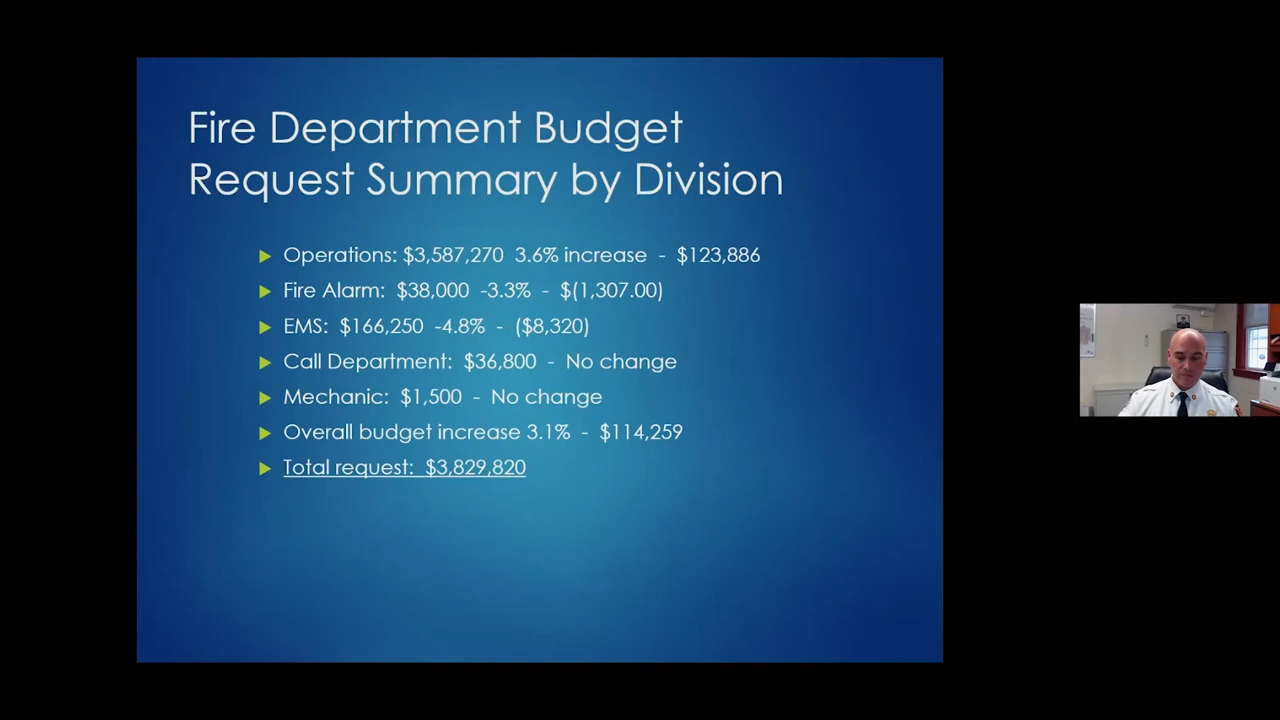 Fire Department Budget
Request Summary by Division
Operations: $3,587,270 3.6% increase - $123,886
Fire Alarm: $38,000 -3.3% - $(1,307.00)
EMS: $166,250 -4.8% - ($8,320)
Call Department: $36,800 - No change
Mechanic: $1,500 - No change
Overall budget increase 3.1% - $114,259
Total request: $3,829,820